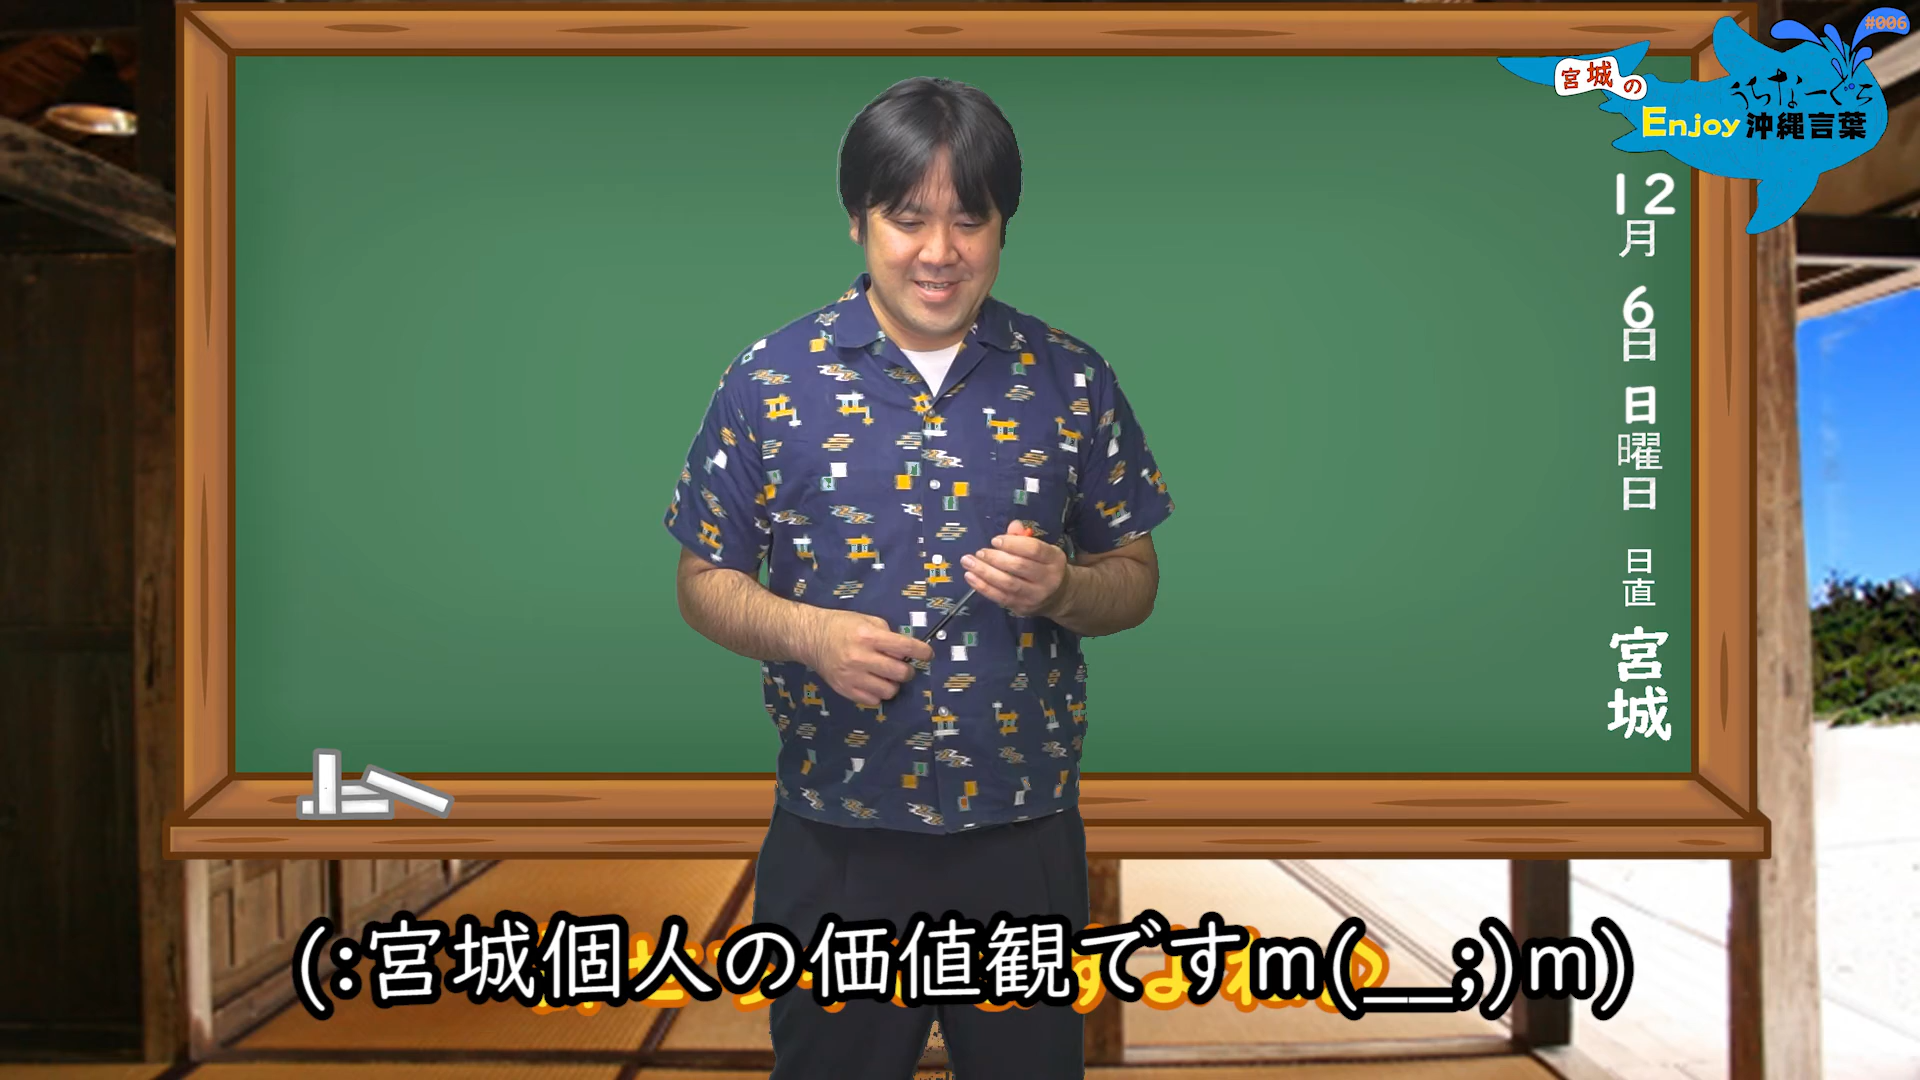 #006
宮城の
うちなーぐち
Enjoy沖縄言葉
12月 6日 日曜日 日直 宮城
(:宮城個人の価値観ですm(__;)m)